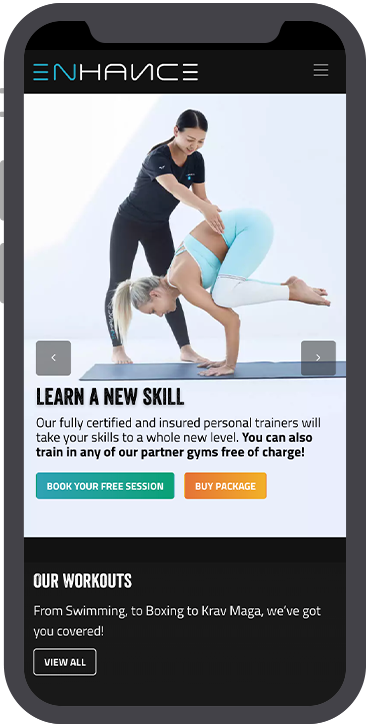 ENHANCE
LEARN A NEW SKILL
Our fully certified and insured personal trainers will
take your skills to a whole new level. You can also
train in any of our partner gyms free of charge!
BOOK YOUR FREE SESSION
BUY PACKAGE
OUR WORKOUTS
From Swimming, to Boxing to Krav Maga, we've got
you covered!
VIEW ALL